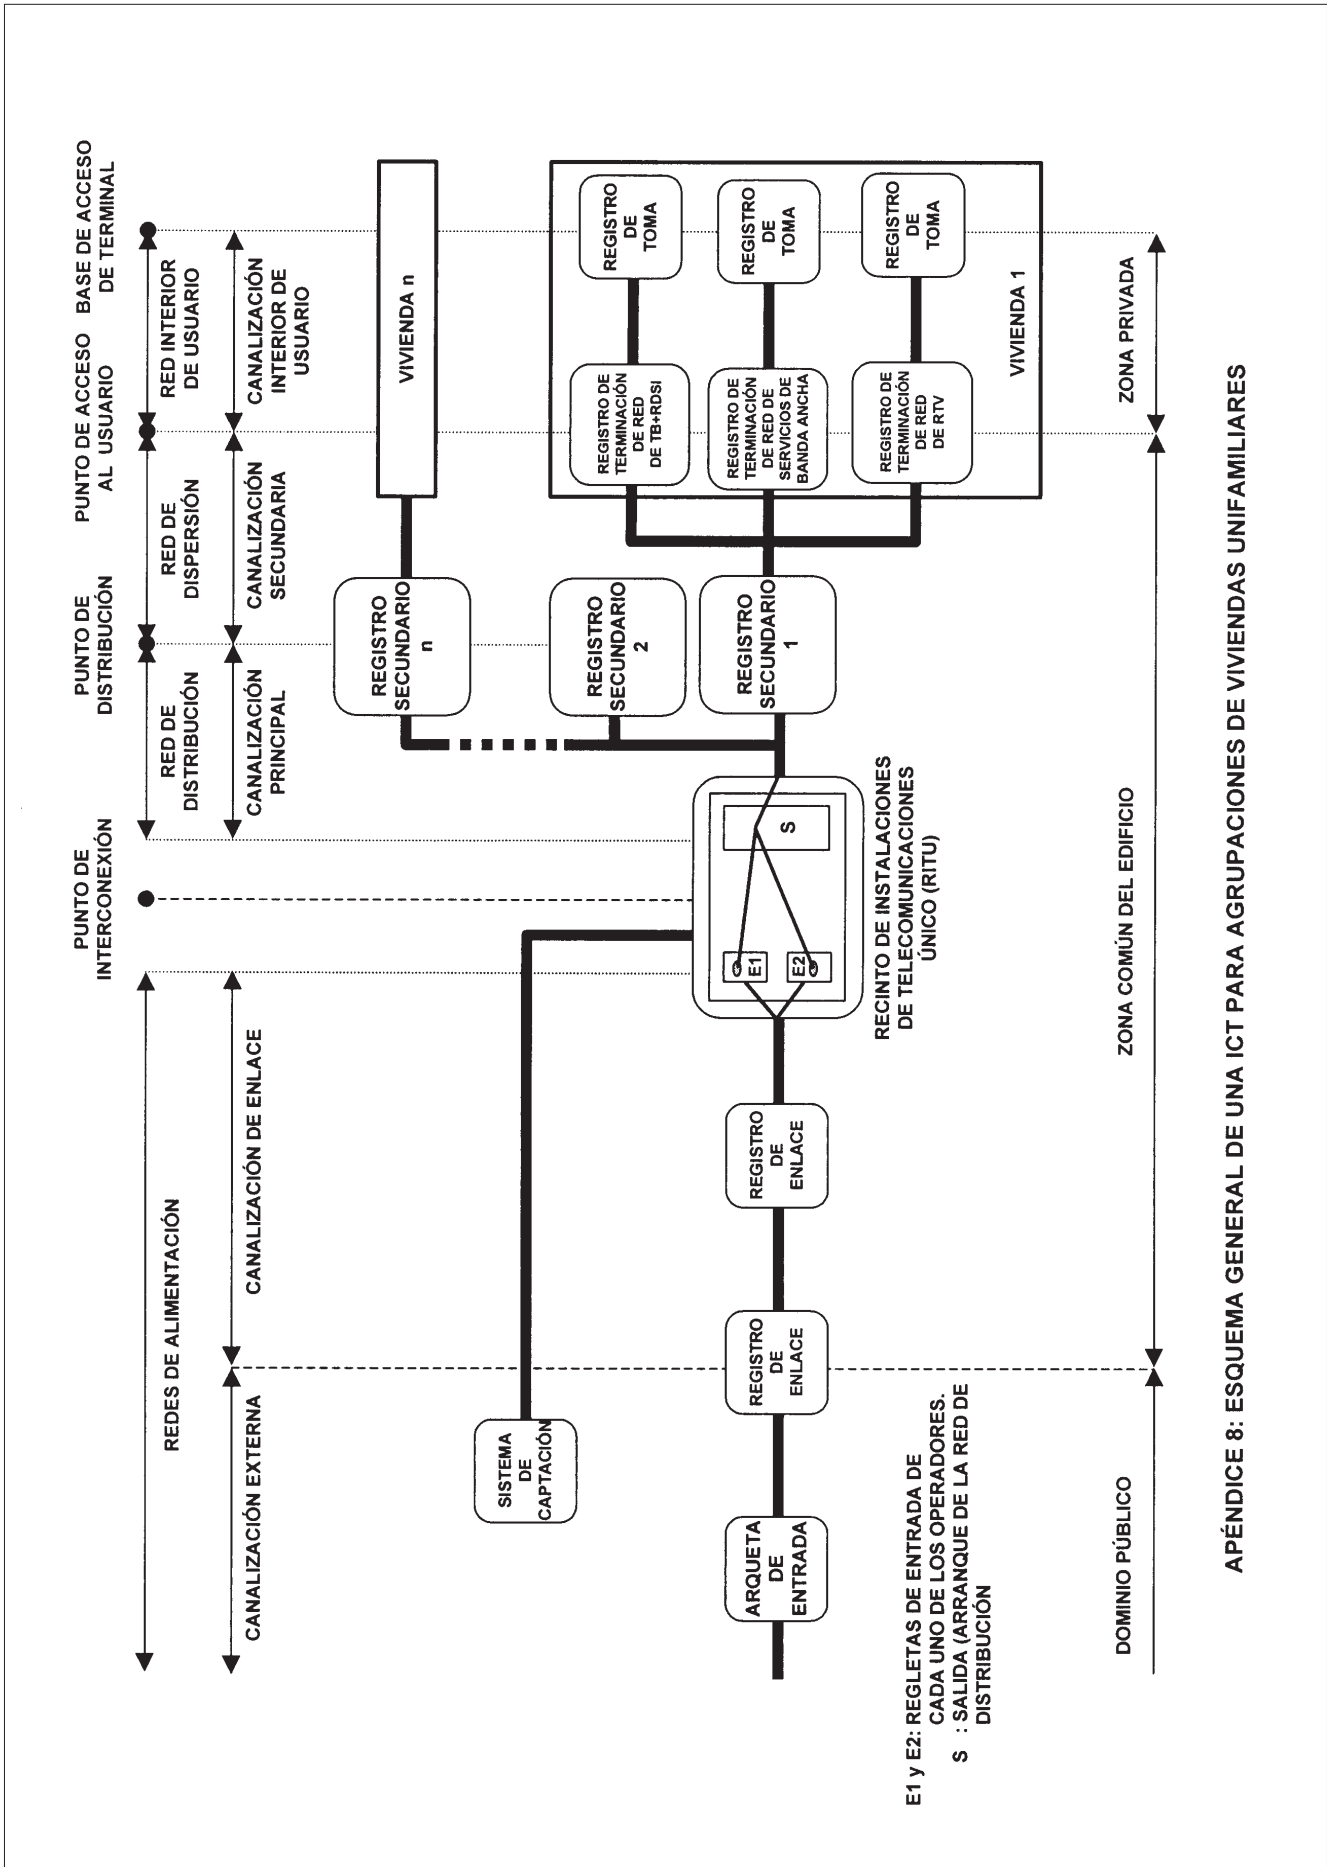 PUNTO DE
INTERCONEXIÓN
PUNTO DE
DISTRIBUCIÓN
PUNTO DE ACCESO
AL USUARIO
BASE DE ACCESO
DE TERMINAL
REDES DE ALIMENTACIÓN
RED DE
DISTRIBUCIÓN
RED DE
DISPERSIÓN
RED INTERIOR
DE USUARIO
CANALIZACIÓN EXTERNA
CANALIZACIÓN DE ENLACE
CANALIZACIÓN
PRINCIPAL
CANALIZACIÓN
SECUNDARIA
CANALIZACIÓN
INTERIOR DE
USUARIO
REGISTRO
SECUNDARIO
n
VIVIENDA n
SISTEMA
DE
CAPTACIÓN
REGISTRO
SECUNDARIO
2
REGISTRO DE
TERMINACIÓN
DE RED
DE TB+RDSI
REGISTRO
DE
TOMA
ARQUETA
DE
ENTRADA
REGISTRO
DE
ENLACE
REGISTRO
DE
ENLACE
E1
E2
S
REGISTRO
SECUNDARIO
1
REGISTRO DE
TERMINACIÓN
DE RED DE
SERVICIOS DE
BANDA ANCHA
REGISTRO
DE
TOMA
REGISTRO DE
TERMINACIÓN
DE RED
DE RTV
REGISTRO
DE
TOMA
VIVIENDA 1
RECINTO DE INSTALACIONES
DE TELECOMUNICACIONES
ÚNICO (RITU)
E1 y E2: REGLETAS DE ENTRADA DE
CADA UNO DE LOS OPERADORES.
S : SALIDA (ARRANQUE DE LA RED DE
DISTRIBUCIÓN
DOMINIO PÚBLICO
ZONA COMÚN DEL EDIFICIO
ZONA PRIVADA
APÉNDICE 8: ESQUEMA GENERAL DE UNA ICT PARA AGRUPACIONES DE VIVIENDAS UNIFAMILIARES